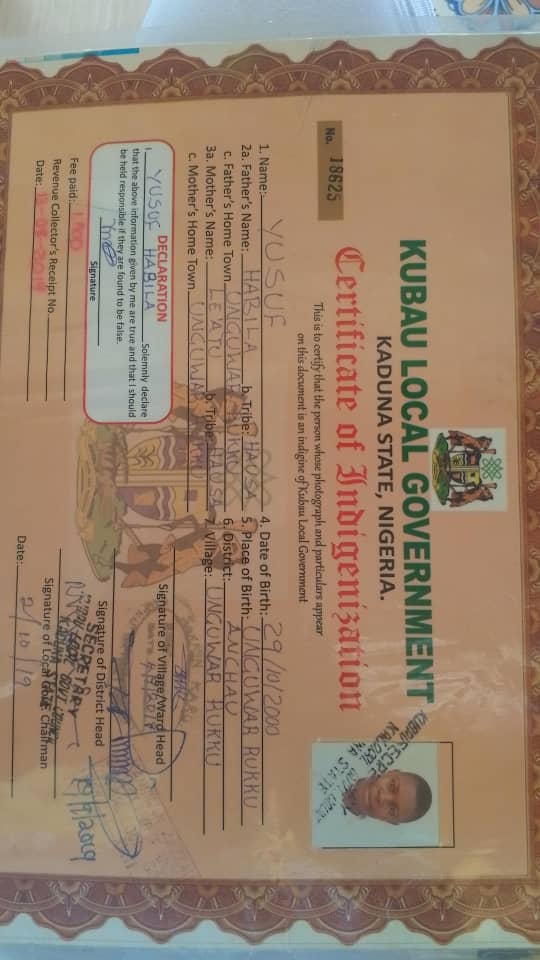 KUBAU LOCAL GOVERNMENT
KADUNA STATE, NIGERIA.
Certificate of Indigenization
No. 18625
This is to certify that the person whose photograph and particulars appear
on this document is an indigine of Kubau Local Government
1. Name:- YUSUF
2a. Father's Name: HABILA b. Tribe: HAUSA
c. Father's Home Town UNGUWAR RUKKU
3a. Mother's Name: LEATU b. Tribe: HAUSA
c. Mother's Home Town UNGUWAR
4. Date of Birth: 29/10/2000
5. Place of Birth: UNGUWAR RUKKU
6. District: ANCHAU
7. Village: UNGUWAR RUKKU
DECLARATION
I YUSUF HABILA Solemnly declare
that the above information given by me are true and that I should
be held responsible if they are found to be false.
Signature
Fee paid:
Revenue Collector's Receipt No.
Date:
Signature of Village/Ward Head
Signature of District Head
19/9/2019
SECRETARY
Signature of Local Govt. Chairman
Date: 2/10/19